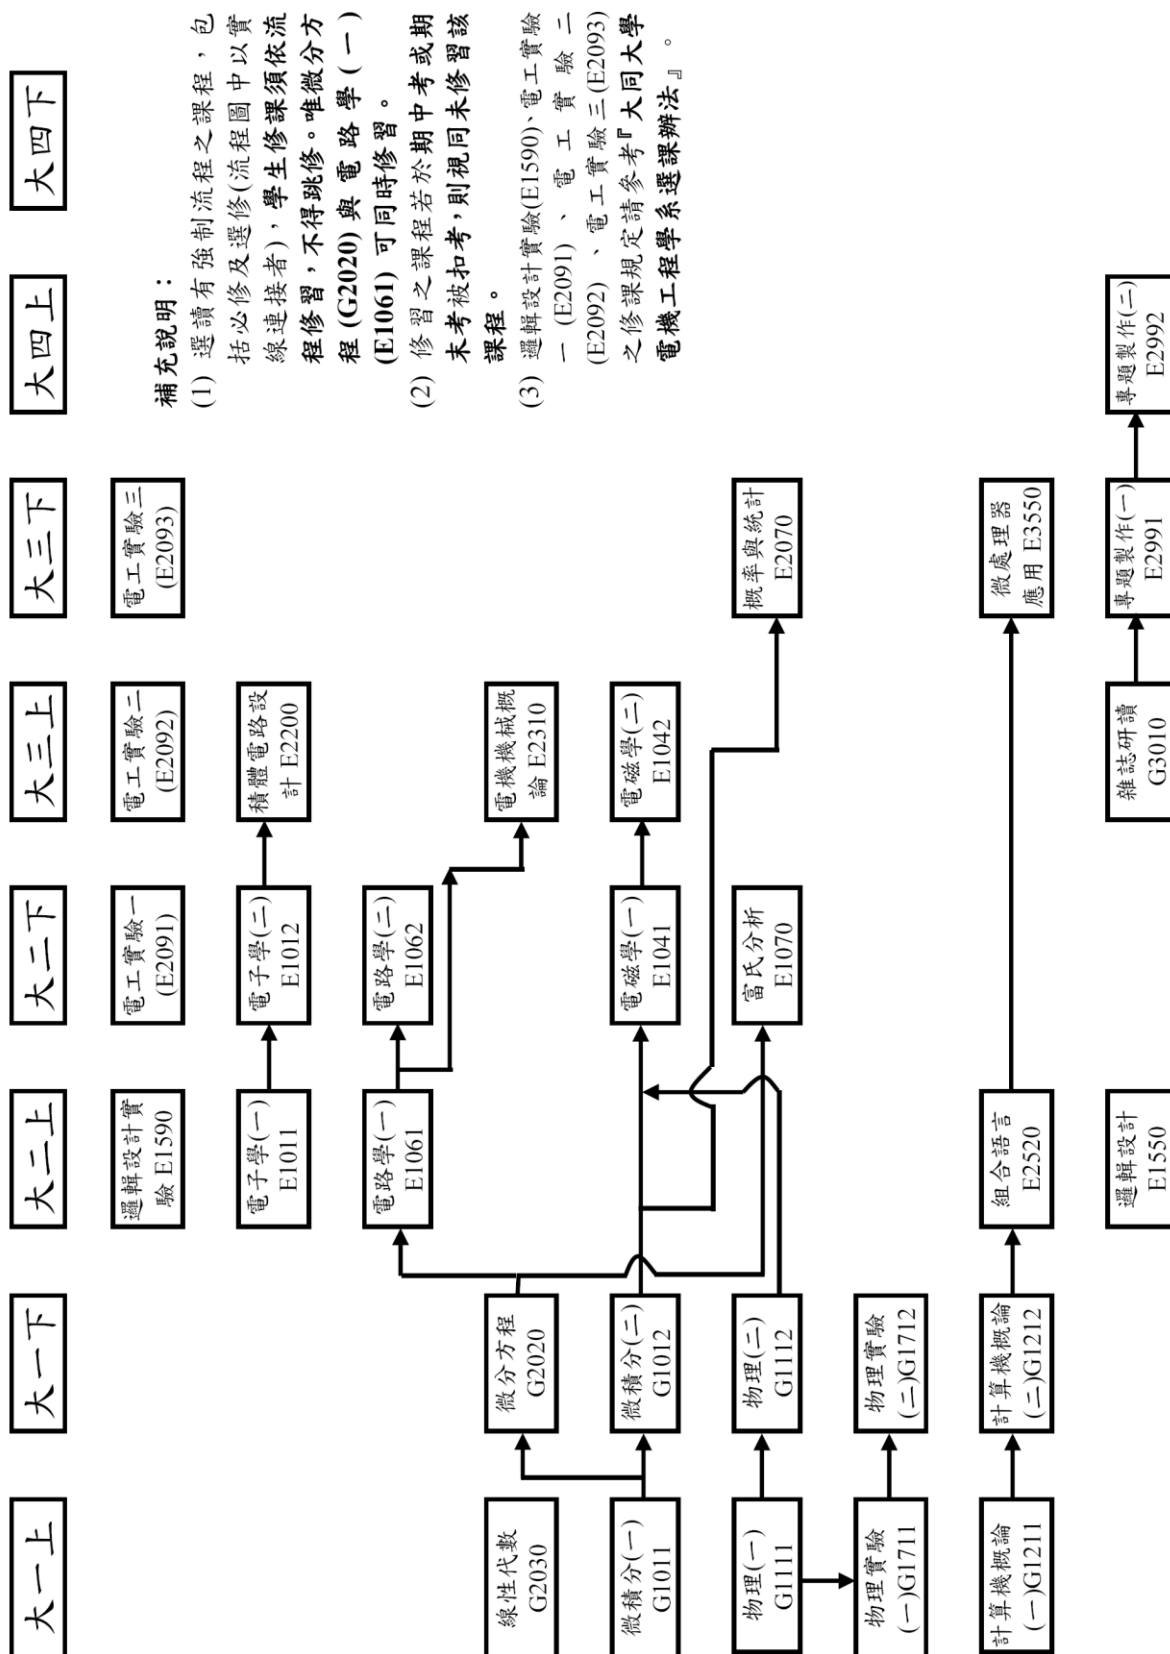 大一上
大一下
大二上
大二下
大三上
大三下
大四上
大四下
邏輯設計實
驗 E1590
電工實驗一
(E2091)
電工實驗二
(E2092)
電工實驗三
(E2093)
補充說明：
(1) 選讀有強制流程之課程，包
括必修及選修(流程圖中以實
線連接者)，學生修課須依流
程修習，不得跳修。唯微分方
程 (G2020) 與 電 路 學 ( 一 )
(E1061) 可同時修習。
(2) 修習之課程若於期中考或期
末考被扣考，則視同未修習該
課程。
(3) 邏輯設計實驗(E1590)、電工實驗
一 (E2091) 、 電 工 實 驗 二
(E2092) 、電工實驗三(E2093)
之修課規定請參考『大同大學
電機工程學系選課辦法』。
電子學(一)
E1011
電子學(二)
E1012
積體電路設
計 E2200
電路學(一)
E1061
電路學(二)
E1062
線性代數
G2030
微分方程
G2020
電機機械概
論 E2310
微積分(一)
G1011
微積分(二)
G1012
電磁學(一)
E1041
電磁學(二)
E1042
物理(一)
G1111
物理(二)
G1112
富氏分析
E1070
概率與統計
E2070
物理實驗
(一)G1711
物理實驗
(二)G1712
計算機概論
(一)G1211
計算機概論
(二)G1212
組合語言
E2520
微處理器
應用 E3550
邏輯設計
E1550
雜誌研讀
G3010
專題製作(一)
E2991
專題製作(二)
E2992